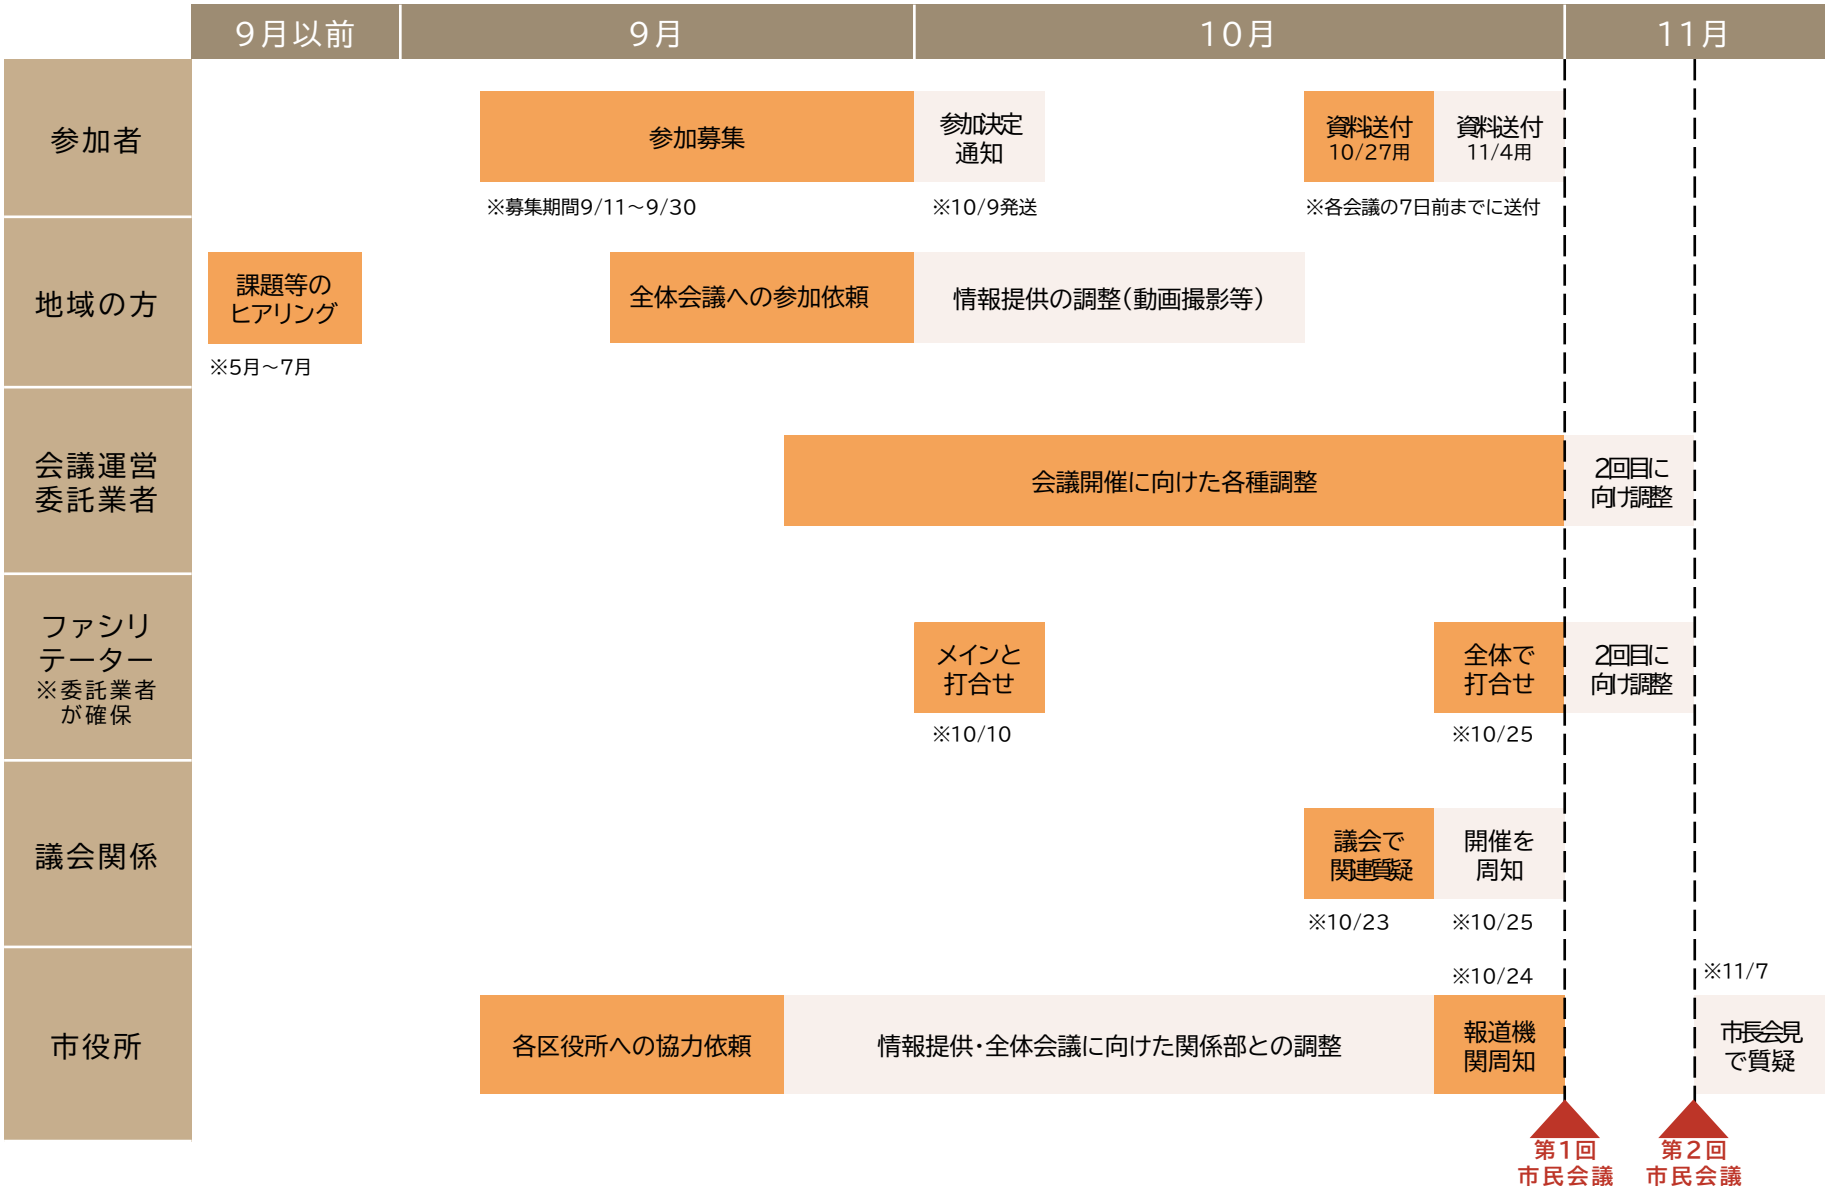 9月以前
9月
10月
11月
参加者
参加募集
※募集期間9/11～9/30
参加決定
通知
※10/9発送
資料送付
10/27用
資料送付
11/4用
※各会議の7日前までに送付
地域の方
課題等の
ヒアリング
※5月～7月
全体会議への参加依頼
情報提供の調整(動画撮影等)
会議運営
委託業者
会議開催に向けた各種調整
2回目に
向け調整
ファシリ
テーター
※委託業者
が確保
メインと
打合せ
※10/10
全体で
打合せ
※10/25
2回目に
向け調整
議会関係
議会で
関連質疑
※10/23
開催を
周知
※10/25
市役所
各区役所への協力依頼
情報提供・全体会議に向けた関係部との調整
※10/24
報道機
関周知
※11/7
市長会見
で質疑
第1回
市民会議
第2回
市民会議